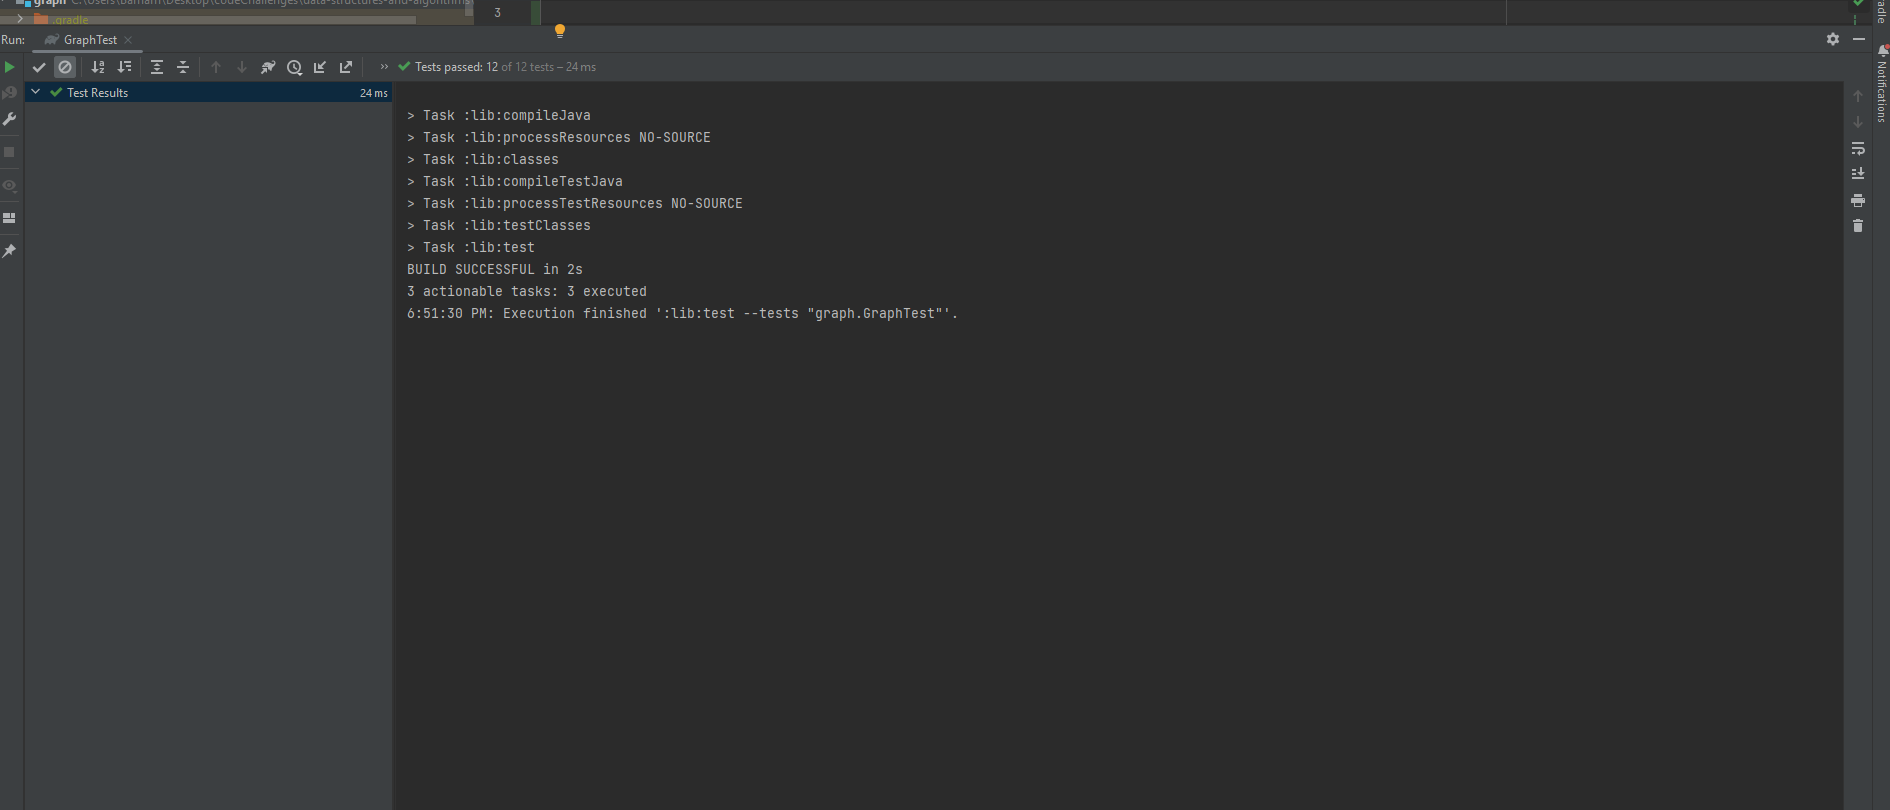 graph C:\Users\
\Desktop\codeChallenges\data-structures-and-algorithms\
.gradle
3
Run: GraphTest
Tests passed: 12 of 12 tests – 24 ms
Test Results 24 ms
> Task :lib:compileJava
> Task :lib:processResources NO-SOURCE
> Task :lib:classes
> Task :lib:compileTestJava
> Task :lib:processTestResources NO-SOURCE
> Task :lib:testClasses
> Task :lib:test
BUILD SUCCESSFUL in 2s
3 actionable tasks: 3 executed
6:51:30 PM: Execution finished ':lib:test --tests "graph.GraphTest"'.
adle
Notifications